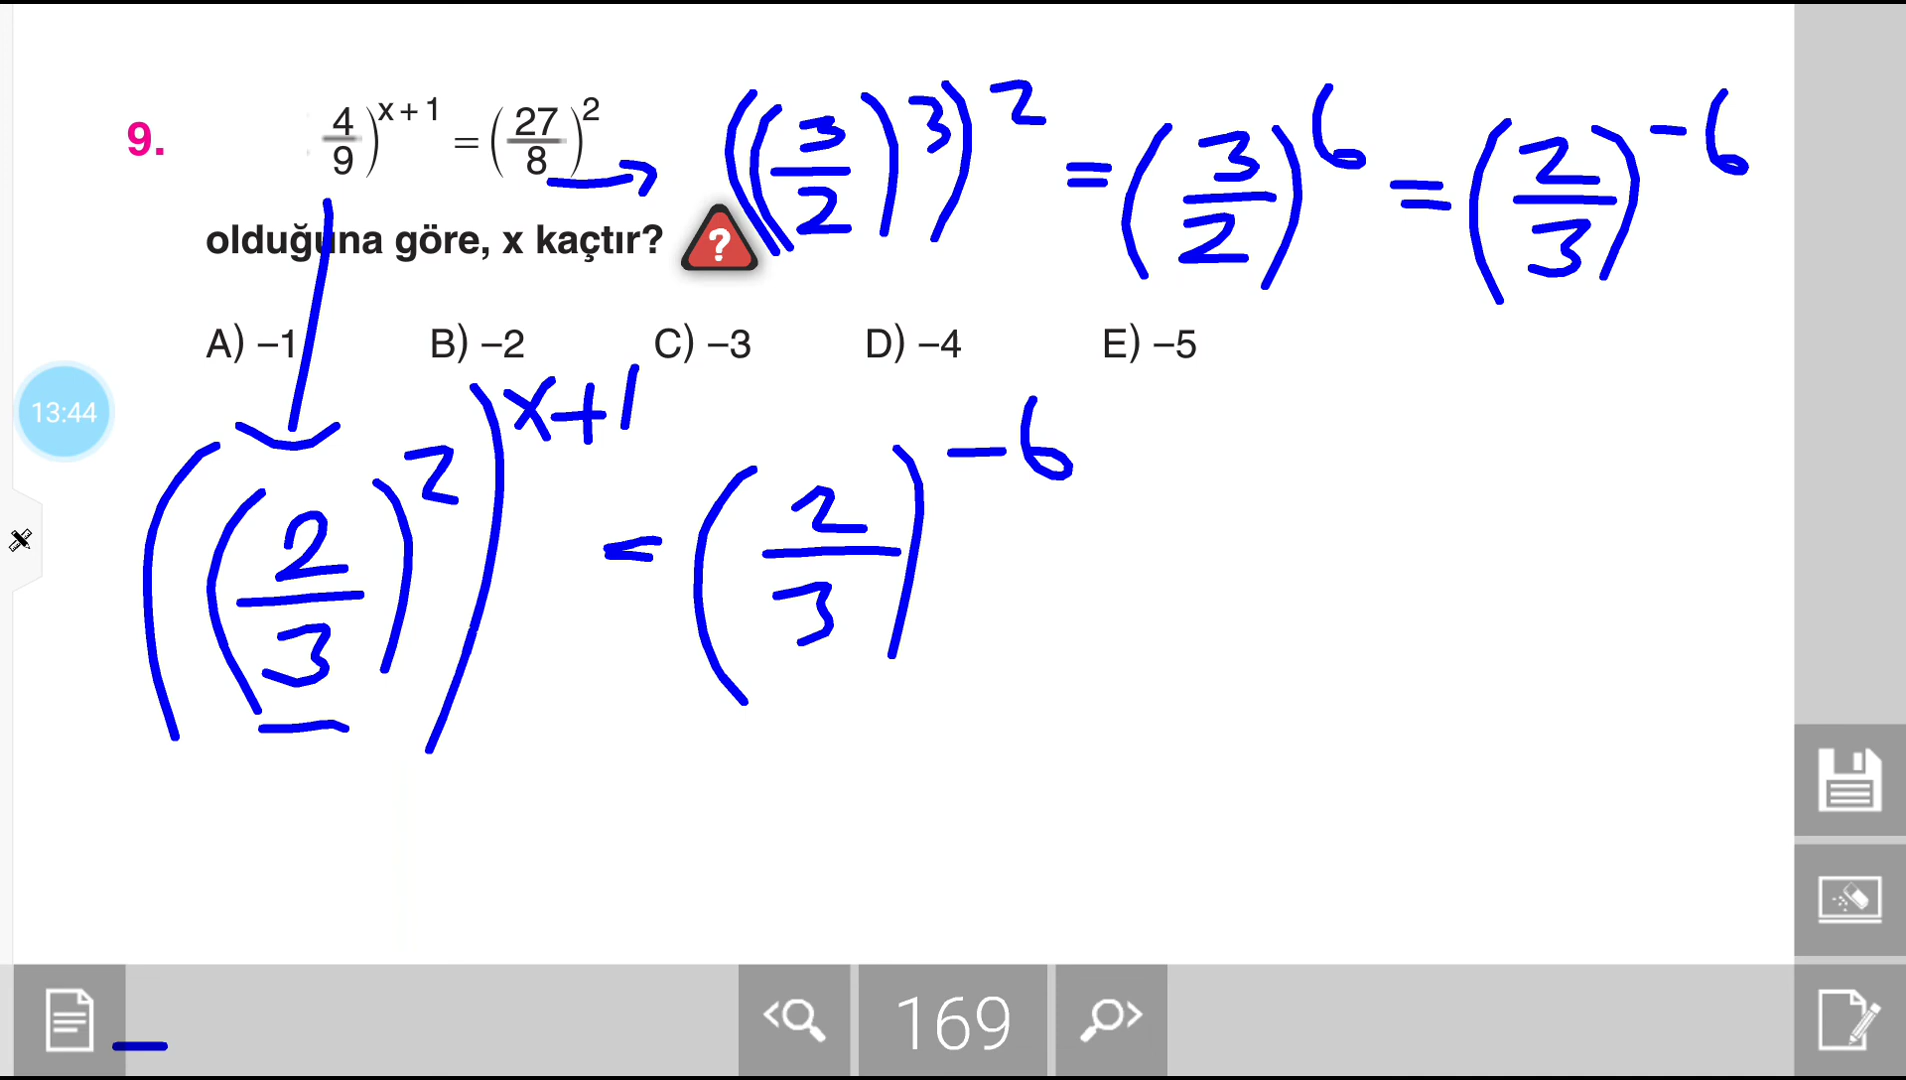 9. 4/9)^(x+1) = (27/8)^2 → ((3/2)^3)^2 = (3/2)^6 = (2/3)^-6
olduğuna göre, x kaçtır? ?
A) –1 B) –2 C) –3 D) –4 E) –5
13:44
((2/3)^2)^(x+1) = (2/3)^-6
169